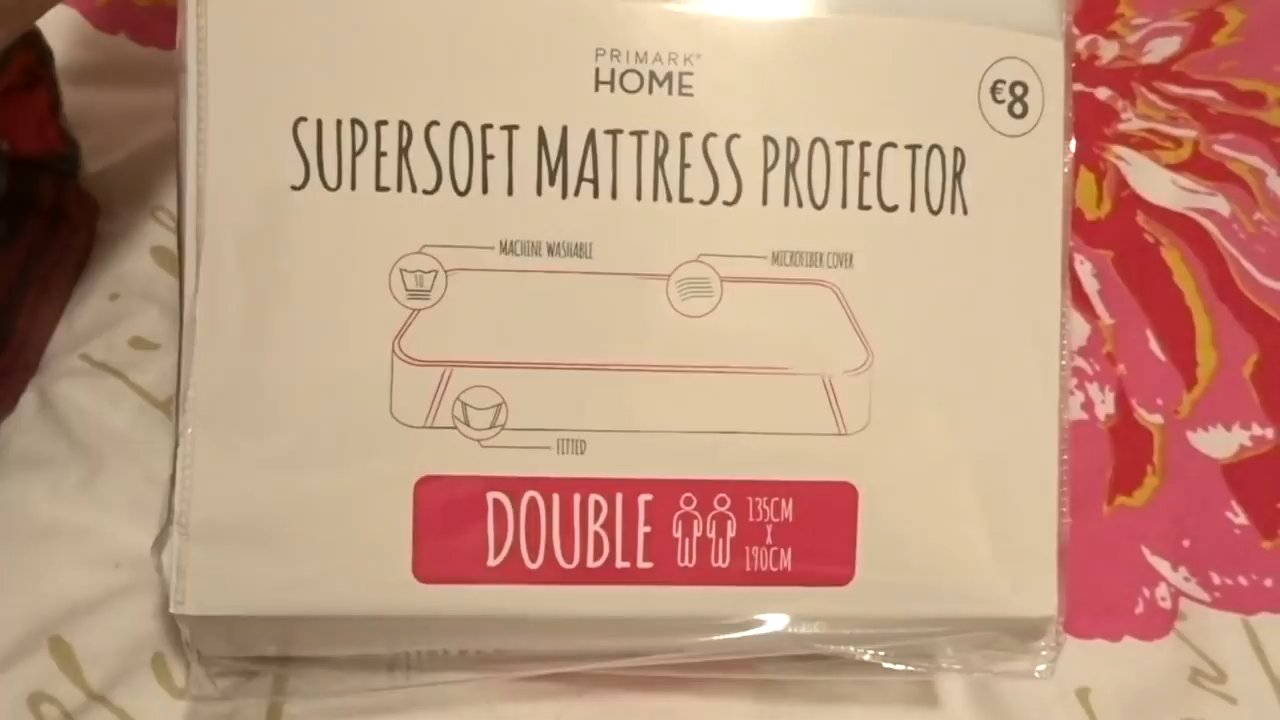 PRIMARK®
HOME
€8
SUPERSOFT MATTRESS PROTECTOR
MACHINE WASHABLE
MICROFIBER COVER
FITTED
DOUBLE
135CM
X
190CM